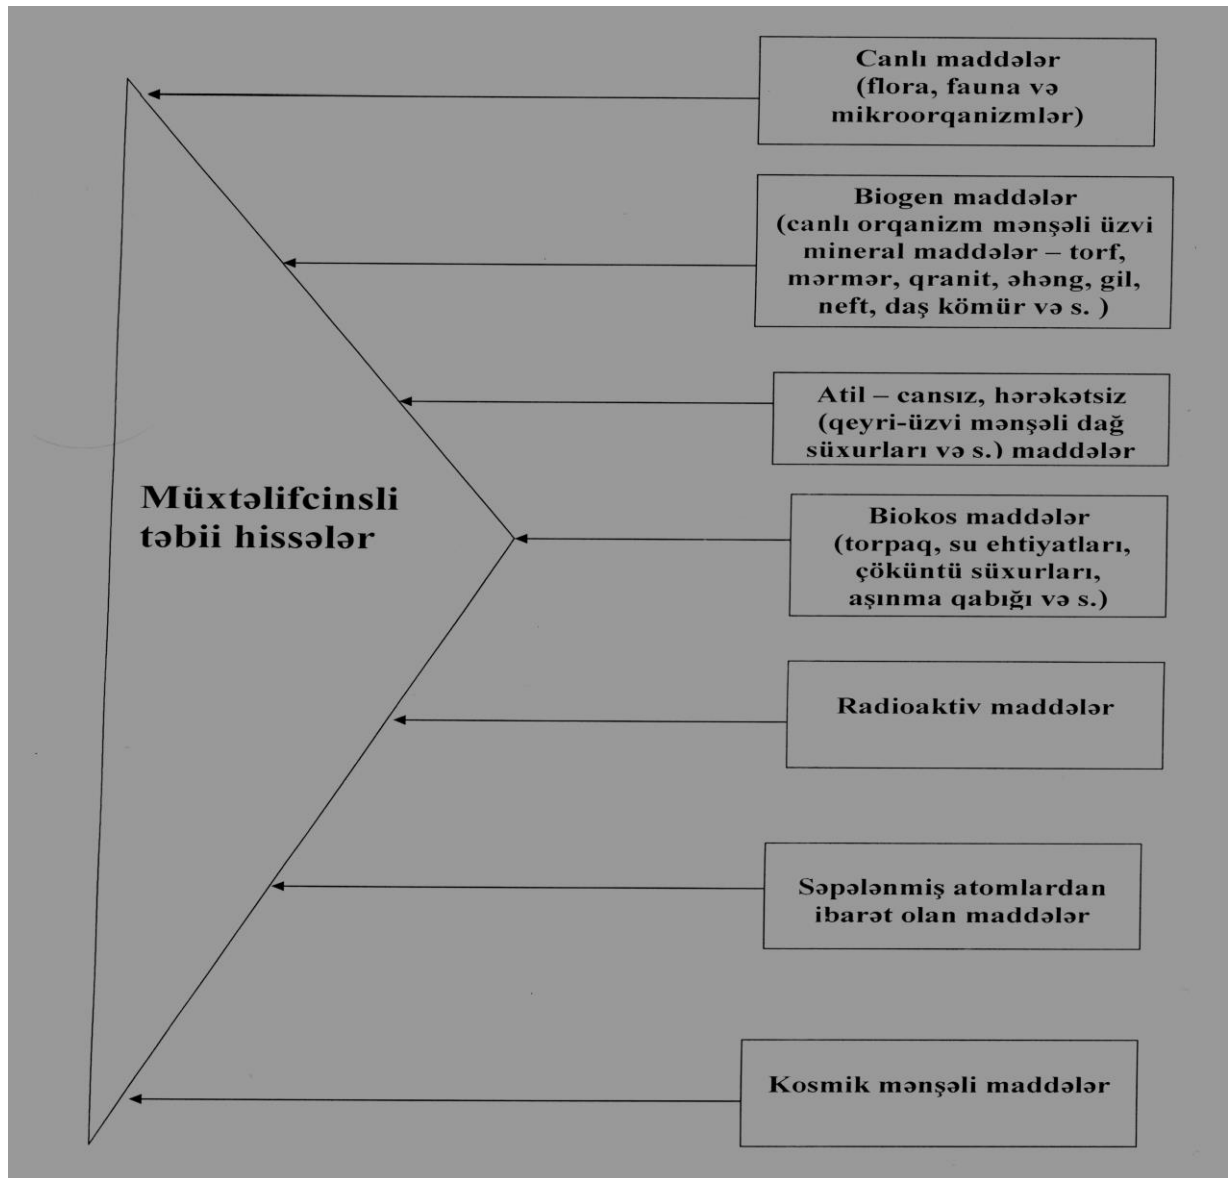 Canlı maddələr
(flora, fauna və
mikroorqanizmlər)
Biogen maddələr
(canlı orqanizm mənşəli üzvi
mineral maddələr – torf,
mərmər, qranit, əhəng, gil,
neft, daş kömür və s. )
Atil – cansız, hərəkətsiz
(qeyri-üzvi mənşəli dağ
süxurları və s.) maddələr
Müxtəlifcinsli
təbii hissələr
Biokos maddələr
(torpaq, su ehtiyatları,
çöküntü süxurları,
aşınma qabığı və s.)
Radioaktiv maddələr
Səpələnmiş atomlardan
ibarət olan maddələr
Kosmik mənşəli maddələr